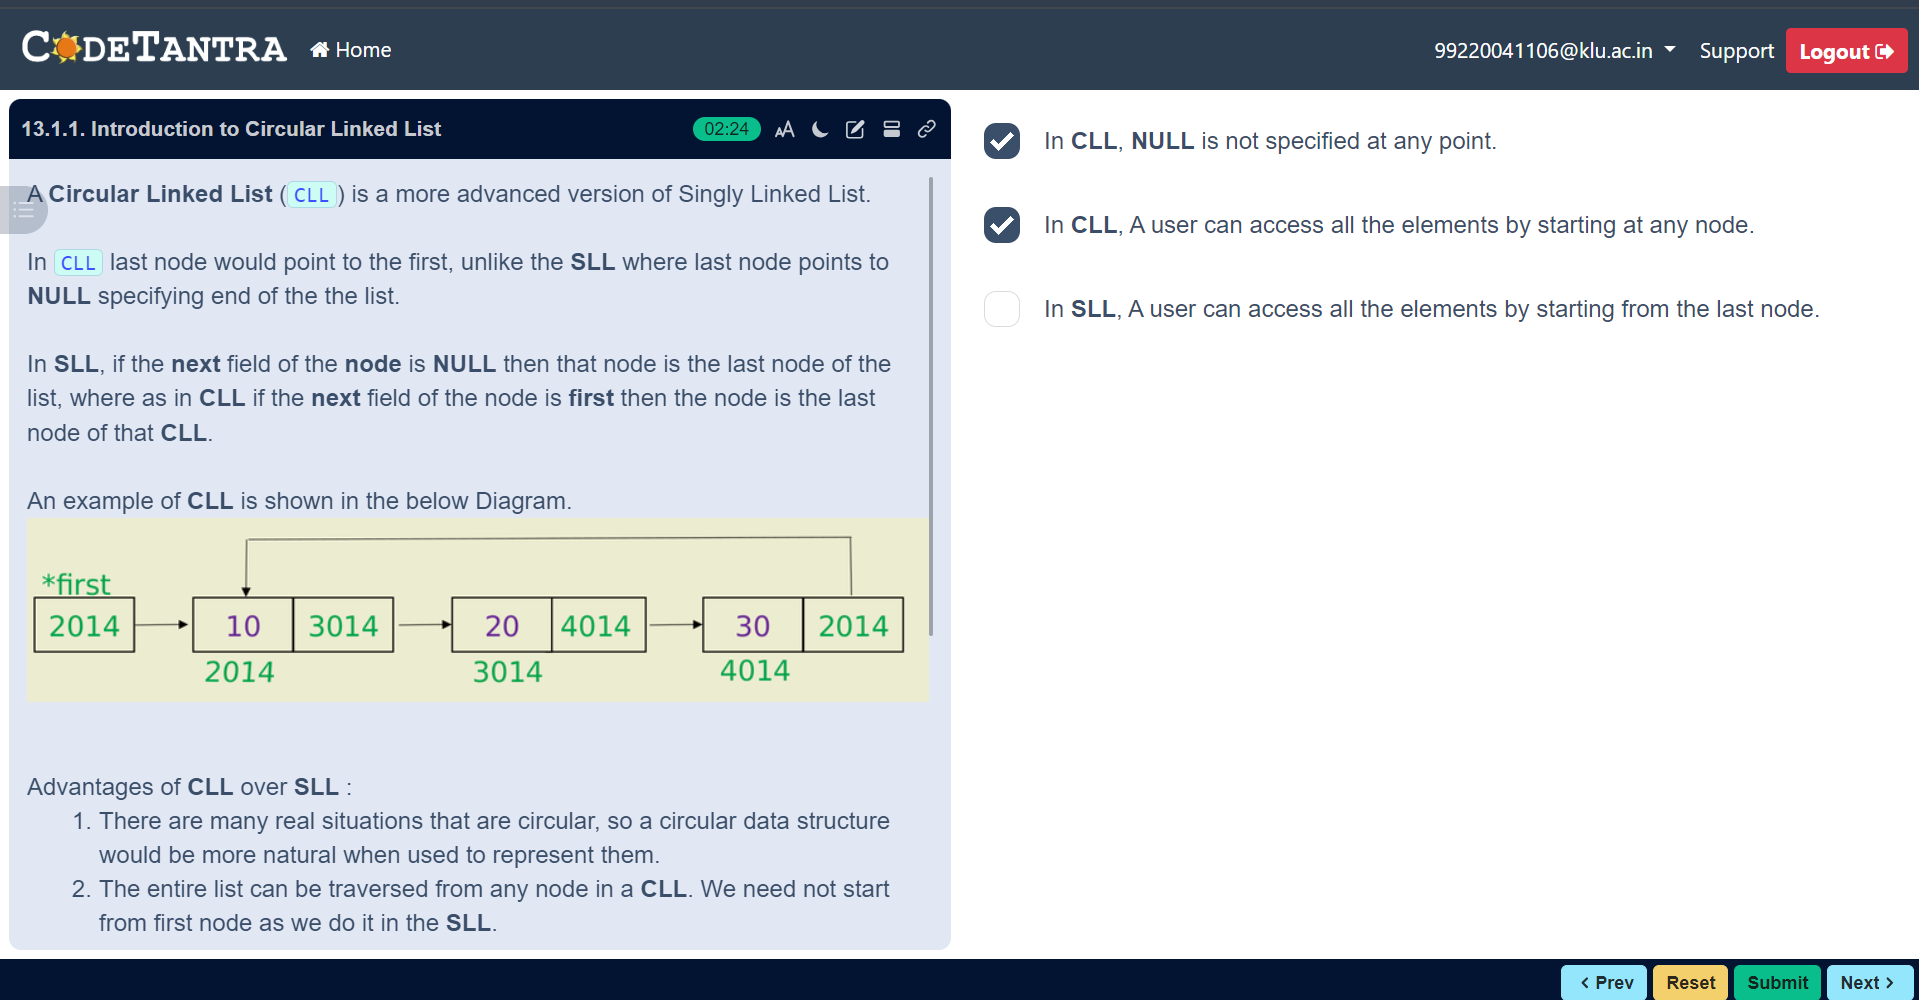 CODETANTRA Home 99220041106@klu.ac.in Support Logout
13.1.1. Introduction to Circular Linked List 02:24 AA
A Circular Linked List (CLL) is a more advanced version of Singly Linked List.
In CLL last node would point to the first, unlike the SLL where last node points to
NULL specifying end of the the list.
In SLL, if the next field of the node is NULL then that node is the last node of the
list, where as in CLL if the next field of the node is first then the node is the last
node of that CLL.
An example of CLL is shown in the below Diagram.
*first
2014 10 3014 20 4014 30 2014
2014 3014 4014
Advantages of CLL over SLL :
1. There are many real situations that are circular, so a circular data structure
would be more natural when used to represent them.
2. The entire list can be traversed from any node in a CLL. We need not start
from first node as we do it in the SLL.
In CLL, NULL is not specified at any point.
In CLL, A user can access all the elements by starting at any node.
In SLL, A user can access all the elements by starting from the last node.
< Prev Reset Submit Next >